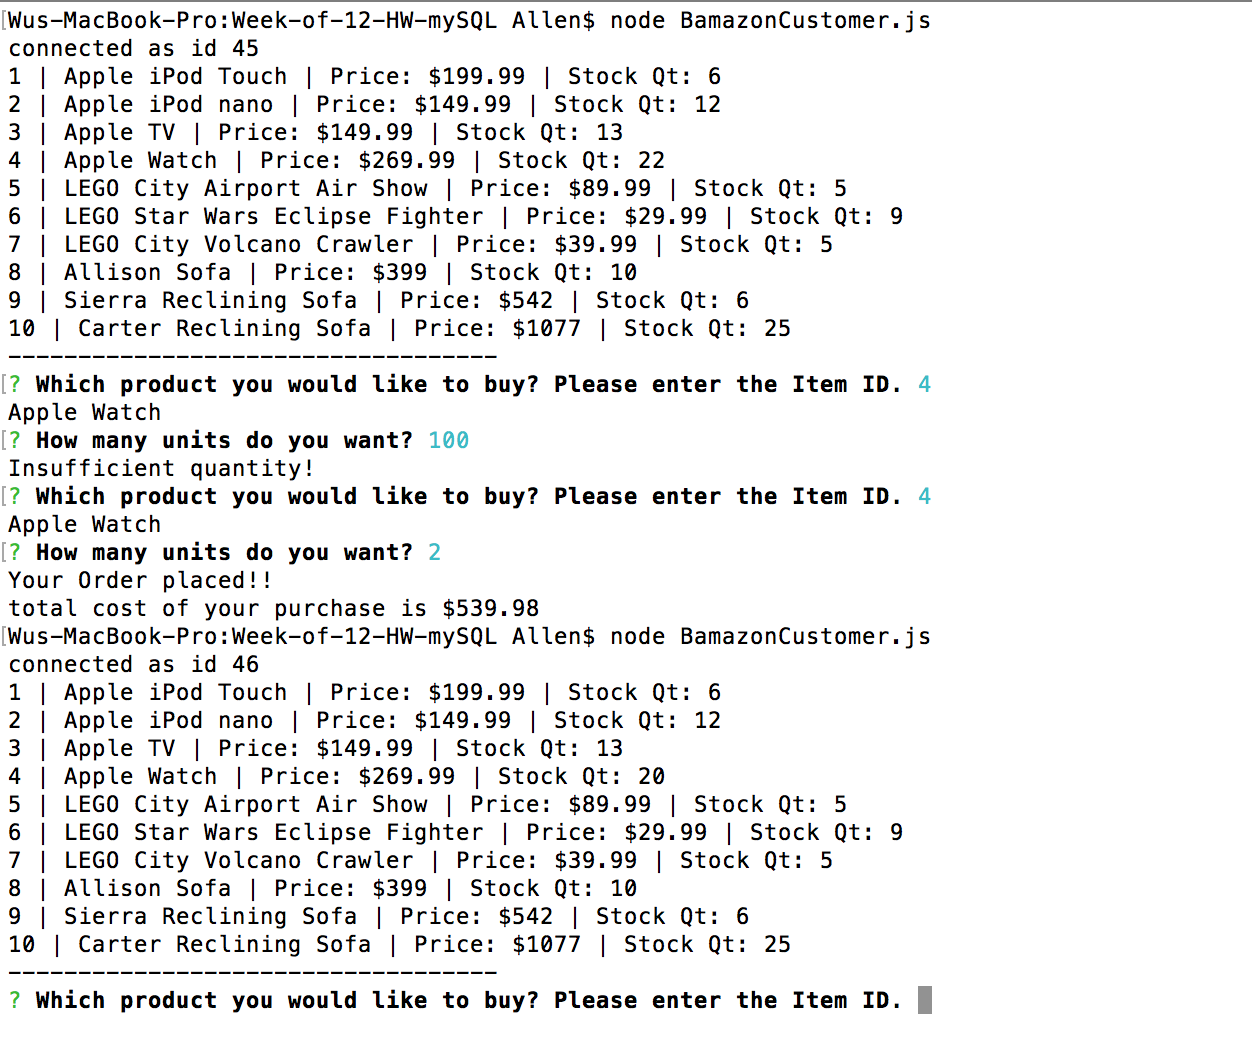 [Wus-MacBook-Pro:Week-of-12-HW-mySQL Allen$ node BamazonCustomer.js
connected as id 45
1 | Apple iPod Touch | Price: $199.99 | Stock Qt: 6
2 | Apple iPod nano | Price: $149.99 | Stock Qt: 12
3 | Apple TV | Price: $149.99 | Stock Qt: 13
4 | Apple Watch | Price: $269.99 | Stock Qt: 22
5 | LEGO City Airport Air Show | Price: $89.99 | Stock Qt: 5
6 | LEGO Star Wars Eclipse Fighter | Price: $29.99 | Stock Qt: 9
7 | LEGO City Volcano Crawler | Price: $39.99 | Stock Qt: 5
8 | Allison Sofa | Price: $399 | Stock Qt: 10
9 | Sierra Reclining Sofa | Price: $542 | Stock Qt: 6
10 | Carter Reclining Sofa | Price: $1077 | Stock Qt: 25
-----------------------------------
[? Which product you would like to buy? Please enter the Item ID. 4
Apple Watch
[? How many units do you want? 100
Insufficient quantity!
[? Which product you would like to buy? Please enter the Item ID. 4
Apple Watch
[? How many units do you want? 2
Your Order placed!!
total cost of your purchase is $539.98
[Wus-MacBook-Pro:Week-of-12-HW-mySQL Allen$ node BamazonCustomer.js
connected as id 46
1 | Apple iPod Touch | Price: $199.99 | Stock Qt: 6
2 | Apple iPod nano | Price: $149.99 | Stock Qt: 12
3 | Apple TV | Price: $149.99 | Stock Qt: 13
4 | Apple Watch | Price: $269.99 | Stock Qt: 20
5 | LEGO City Airport Air Show | Price: $89.99 | Stock Qt: 5
6 | LEGO Star Wars Eclipse Fighter | Price: $29.99 | Stock Qt: 9
7 | LEGO City Volcano Crawler | Price: $39.99 | Stock Qt: 5
8 | Allison Sofa | Price: $399 | Stock Qt: 10
9 | Sierra Reclining Sofa | Price: $542 | Stock Qt: 6
10 | Carter Reclining Sofa | Price: $1077 | Stock Qt: 25
-----------------------------------
? Which product you would like to buy? Please enter the Item ID.